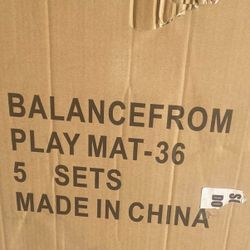 BALANCEFROM
PLAY MAT-36
5 SETS
MADE IN CHINA